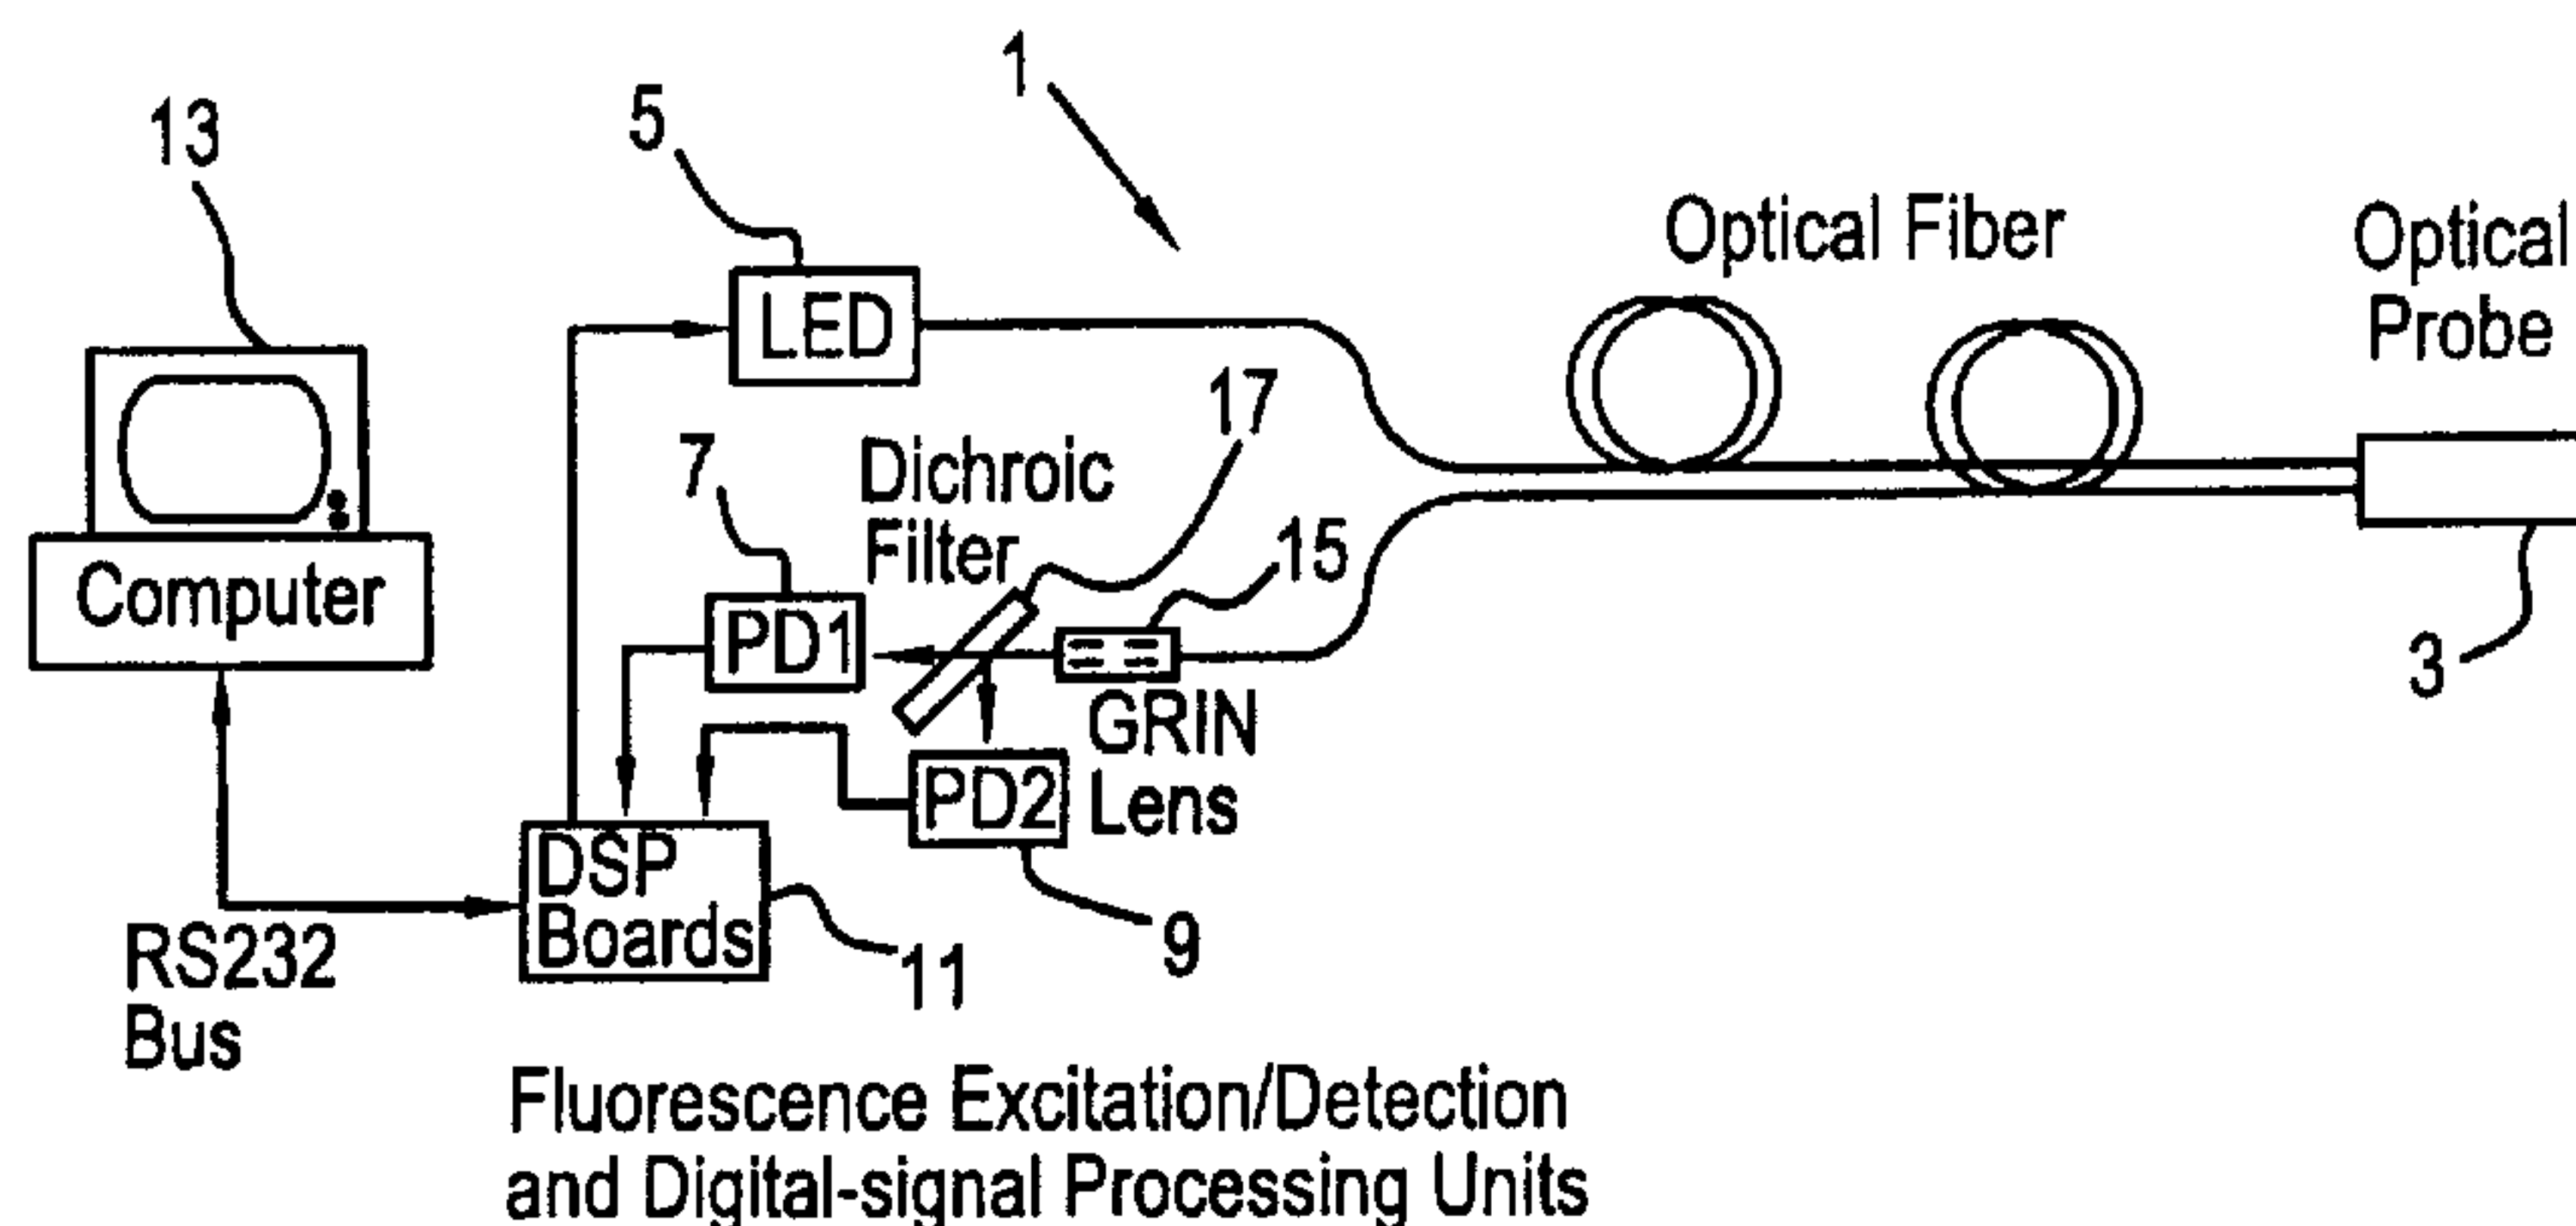 1
5
13
Optical Fiber
Optical
Probe
LED
17
7
Dichroic
Filter
15
Computer
PD1
3
GRIN
Lens
PD2
DSP
Boards
9
11
RS232
Bus
Fluorescence Excitation/Detection
and Digital-signal Processing Units